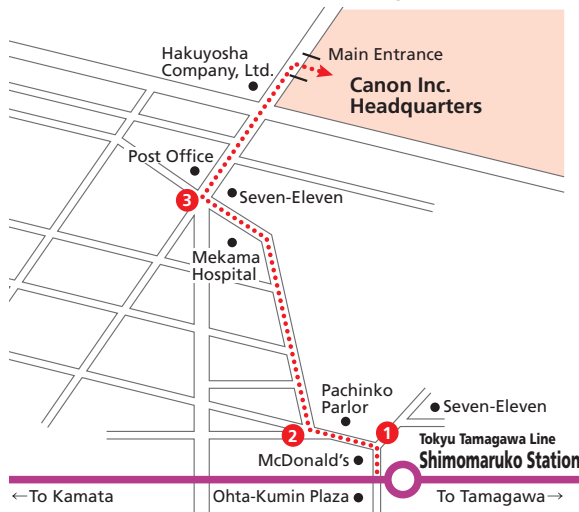 Hakuyosha
Company, Ltd.
Main Entrance
Canon Inc.
Headquarters
Post Office
3
Seven-Eleven
Mekama
Hospital
Pachinko
Parlor
Seven-Eleven
2
1
McDonald's
Tokyu Tamagawa Line
Shimomaruko Station
←To Kamata
Ohta-Kumin Plaza
To Tamagawa→